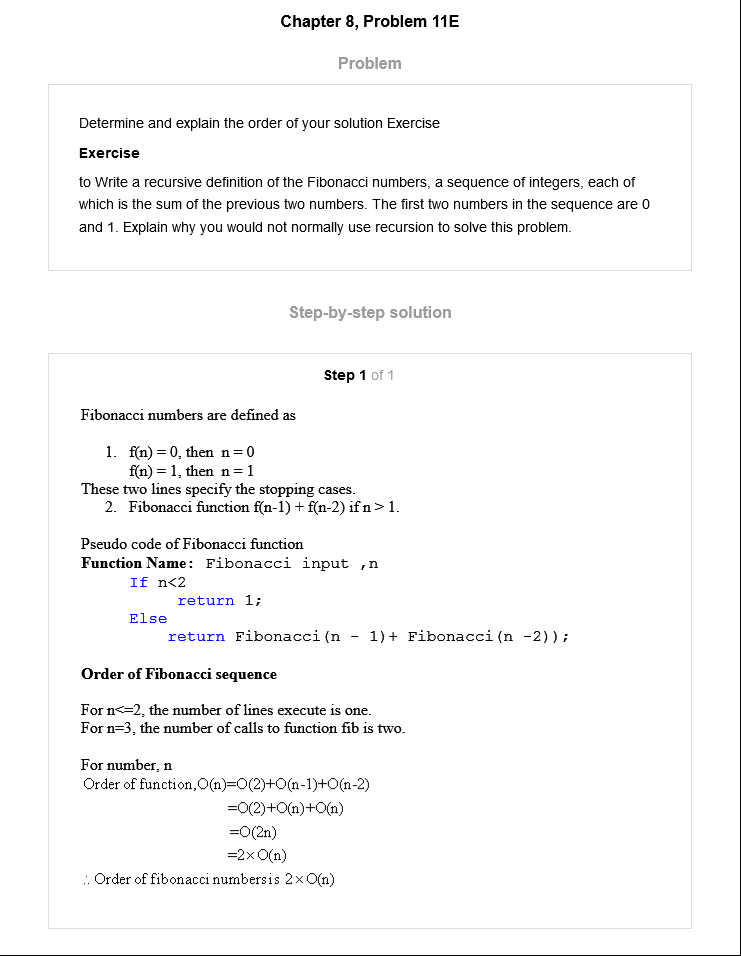 Chapter 8, Problem 11E
Problem
Determine and explain the order of your solution Exercise
Exercise
to Write a recursive definition of the Fibonacci numbers, a sequence of integers, each of
which is the sum of the previous two numbers. The first two numbers in the sequence are 0
and 1. Explain why you would not normally use recursion to solve this problem.
Step-by-step solution
Step 1 of 1
Fibonacci numbers are defined as
1. f(n) = 0, then n = 0
f(n) = 1, then n = 1
These two lines specify the stopping cases.
2. Fibonacci function f(n-1) + f(n-2) if n > 1.
Pseudo code of Fibonacci function
Function Name: Fibonacci input ,n
If n<2
return 1;
Else
return Fibonacci(n - 1)+ Fibonacci(n -2));
Order of Fibonacci sequence
For n<=2, the number of lines execute is one.
For n=3, the number of calls to function fib is two.
For number, n
Order of function,O(n)=O(2)+O(n-1)+O(n-2)
=O(2)+O(n)+O(n)
=O(2n)
=2×O(n)
∴ Order of fibonacci numbers is 2×O(n)